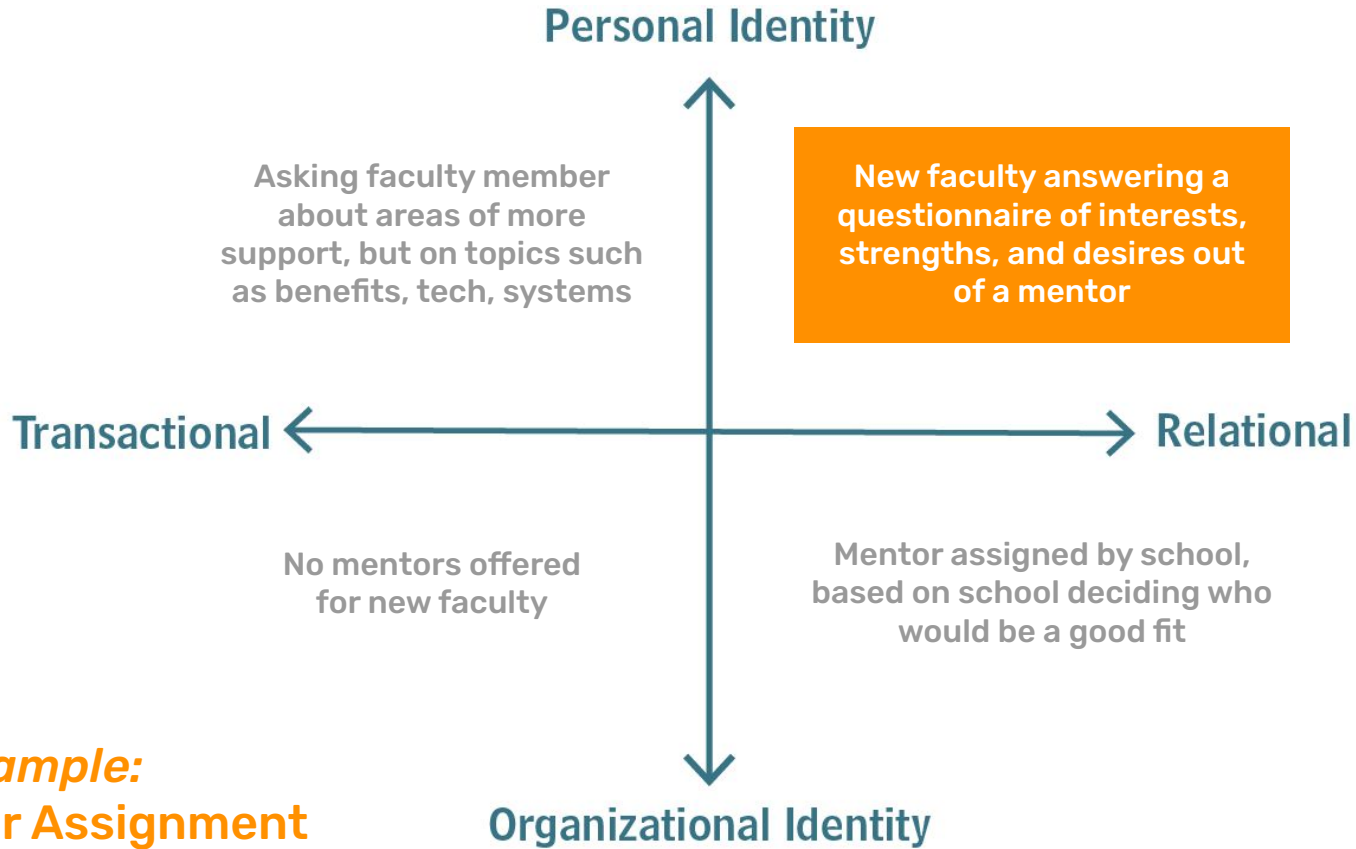 Personal Identity
Asking faculty member
about areas of more
support, but on topics such
as benefits, tech, systems
New faculty answering a
questionnaire of interests,
strengths, and desires out
of a mentor
Transactional
Relational
No mentors offered
for new faculty
Mentor assigned by school,
based on school deciding who
would be a good fit
ample:
r Assignment
Organizational Identity